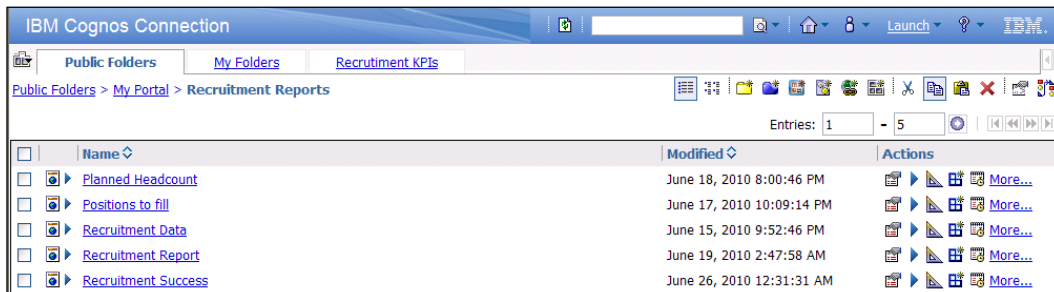 IBM Cognos Connection Launch ? IBM.
Public Folders My Folders Recrutiment KPIs
Public Folders > My Portal > Recruitment Reports
Entries: 1 - 5
Name Modified Actions
Planned Headcount June 18, 2010 8:00:46 PM More...
Positions to fill June 17, 2010 10:09:14 PM More...
Recruitment Data June 15, 2010 9:52:46 PM More...
Recruitment Report June 19, 2010 2:47:58 AM More...
Recruitment Success June 26, 2010 12:31:31 AM More...